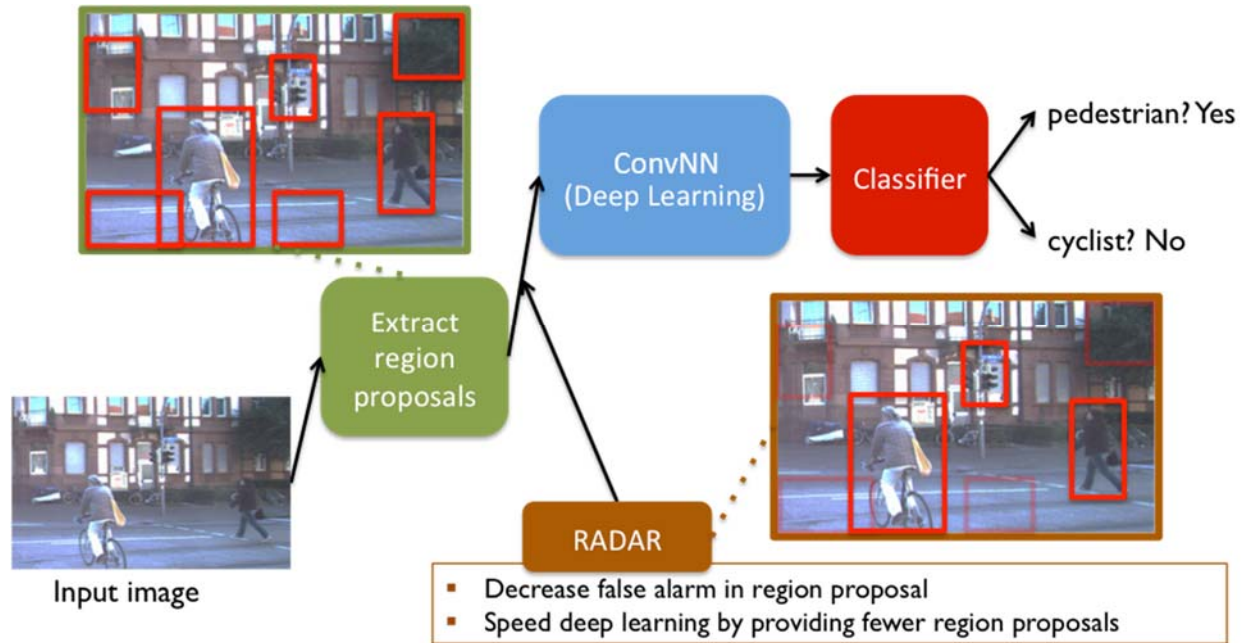 ConvNN
(Deep Learning)
Classifier
pedestrian? Yes
cyclist? No
Extract
region
proposals
Input image
RADAR
▪ Decrease false alarm in region proposal
▪ Speed deep learning by providing fewer region proposals